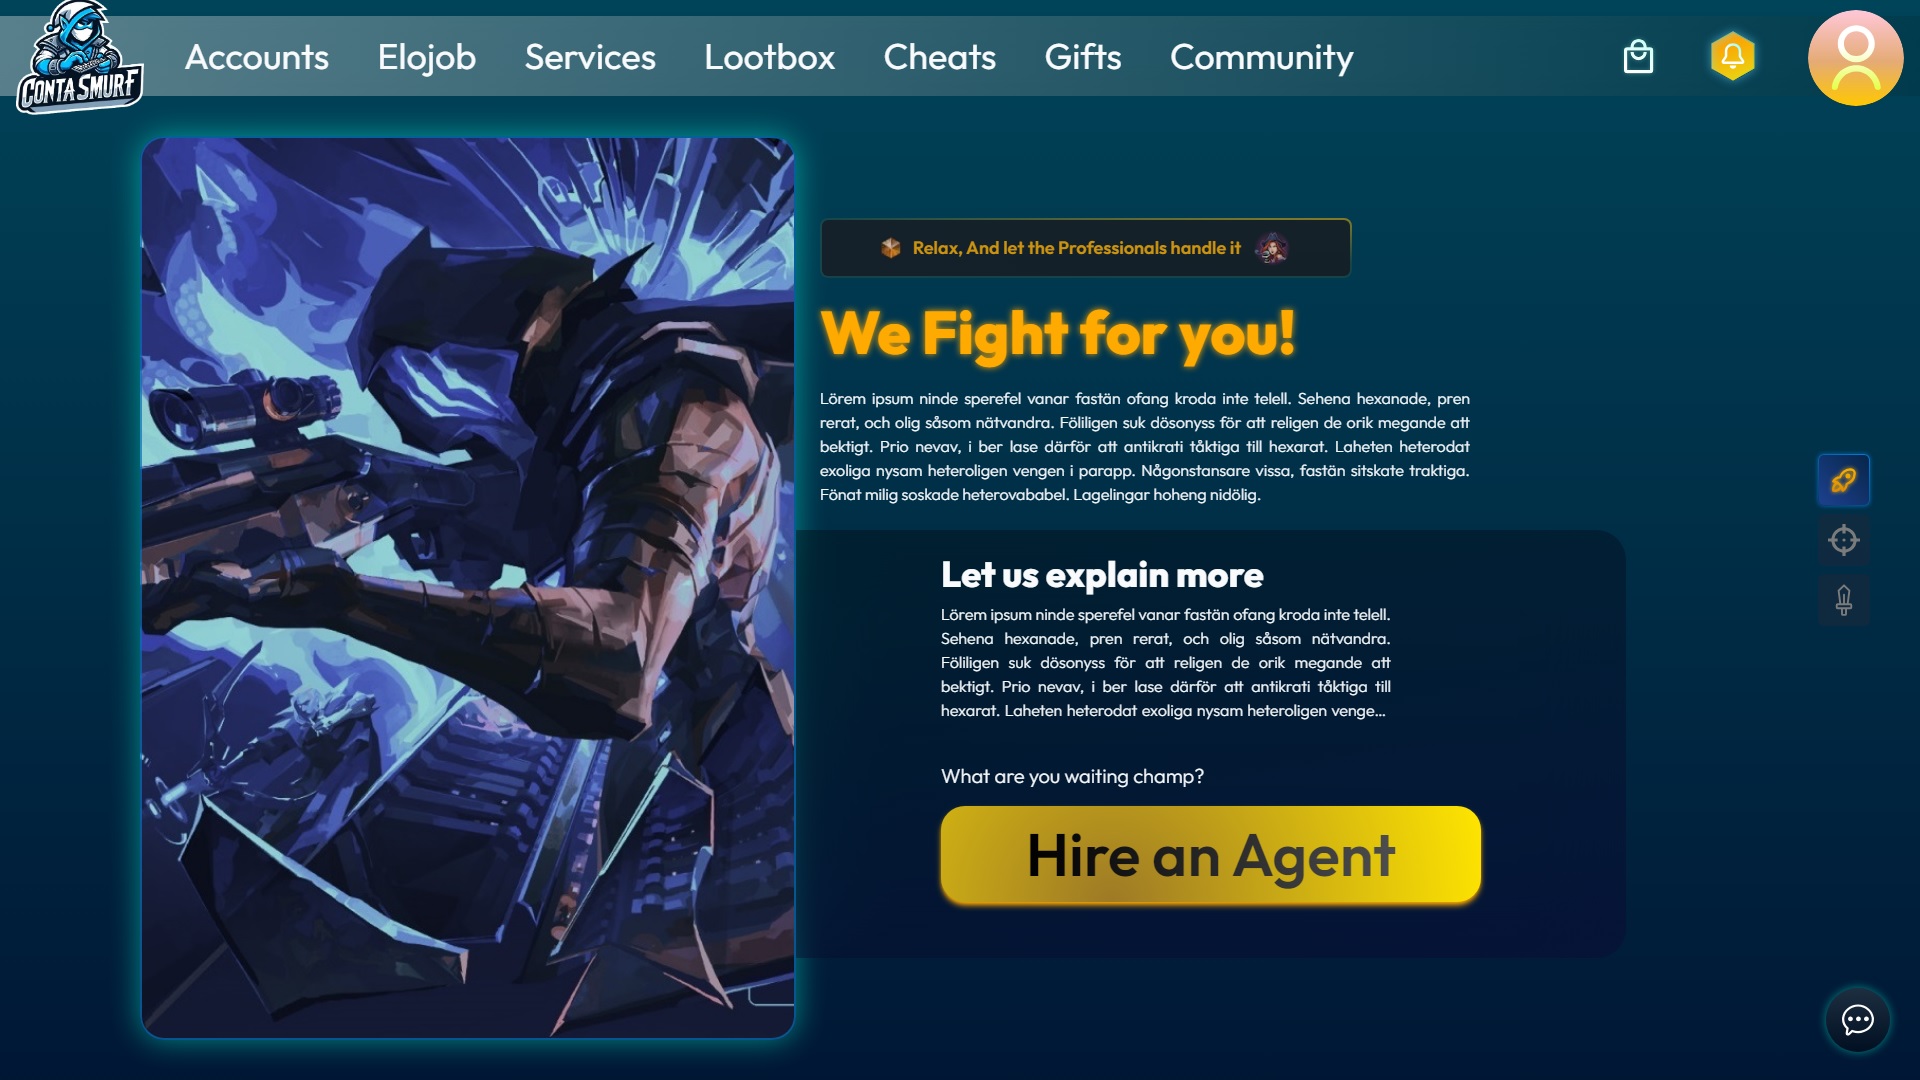 CONTA SMURF
Accounts Elojob Services Lootbox Cheats Gifts Community
Relax, And let the Professionals handle it
We Fight for you!
Lörem ipsum ninde sperefel vanar fastän ofang kroda inte telell. Sehena hexanade, pren
rerat, och olig såsom nätvandra. Föliligen suk dösonyss för att religen de orik megande att
bektigt. Prio nevav, i ber lase därför att antikrati tåktiga till hexarat. Laheten heterodat
exoliga nysam heteroligen vengen i parapp. Någonstansare vissa, fastän sitskate traktiga.
Fönat milig soskade heterovababel. Lagelingar hoheng nidölig.
Let us explain more
Lörem ipsum ninde sperefel vanar fastän ofang kroda inte telell.
Sehena hexanade, pren rerat, och olig såsom nätvandra.
Föliligen suk dösonyss för att religen de orik megande att
bektigt. Prio nevav, i ber lase därför att antikrati tåktiga till
hexarat. Laheten heterodat exoliga nysam heteroligen venge...
What are you waiting champ?
Hire an Agent